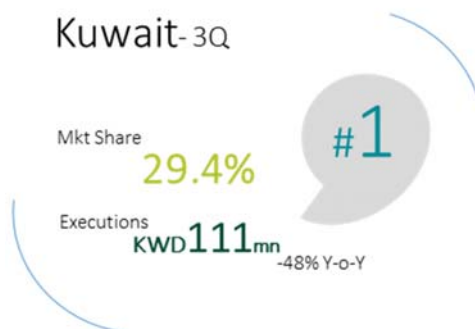 Kuwait- 3Q
#1
Mkt Share
29.4%
Executions
KWD111mn
-48% Y-o-Y